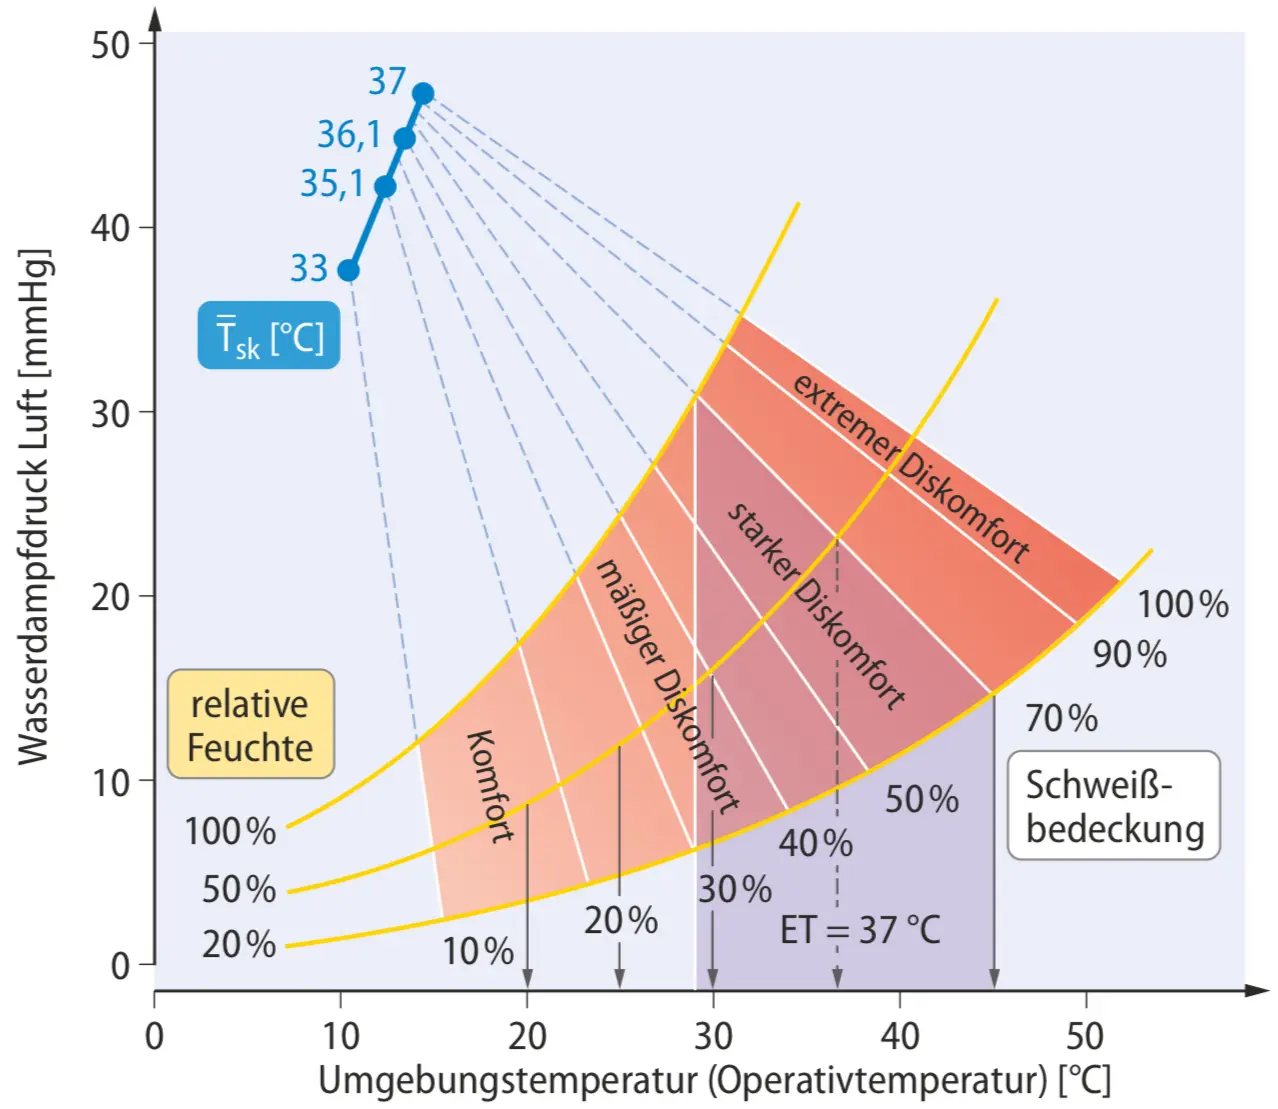 50
40
30
20
10
0
Wasserdampfdruck Luft [mmHg]
37
36,1
35,1
33
T̿sk [°C]
relative
Feuchte
100%
50%
20%
Komfort
mäßiger Diskomfort
starker Diskomfort
extremer Diskomfort
100%
90%
70%
50%
40%
30%
20%
10%
Schweiß-
bedeckung
ET = 37 °C
0
10
20
30
40
50
Umgebungstemperatur (Operativtemperatur) [°C]